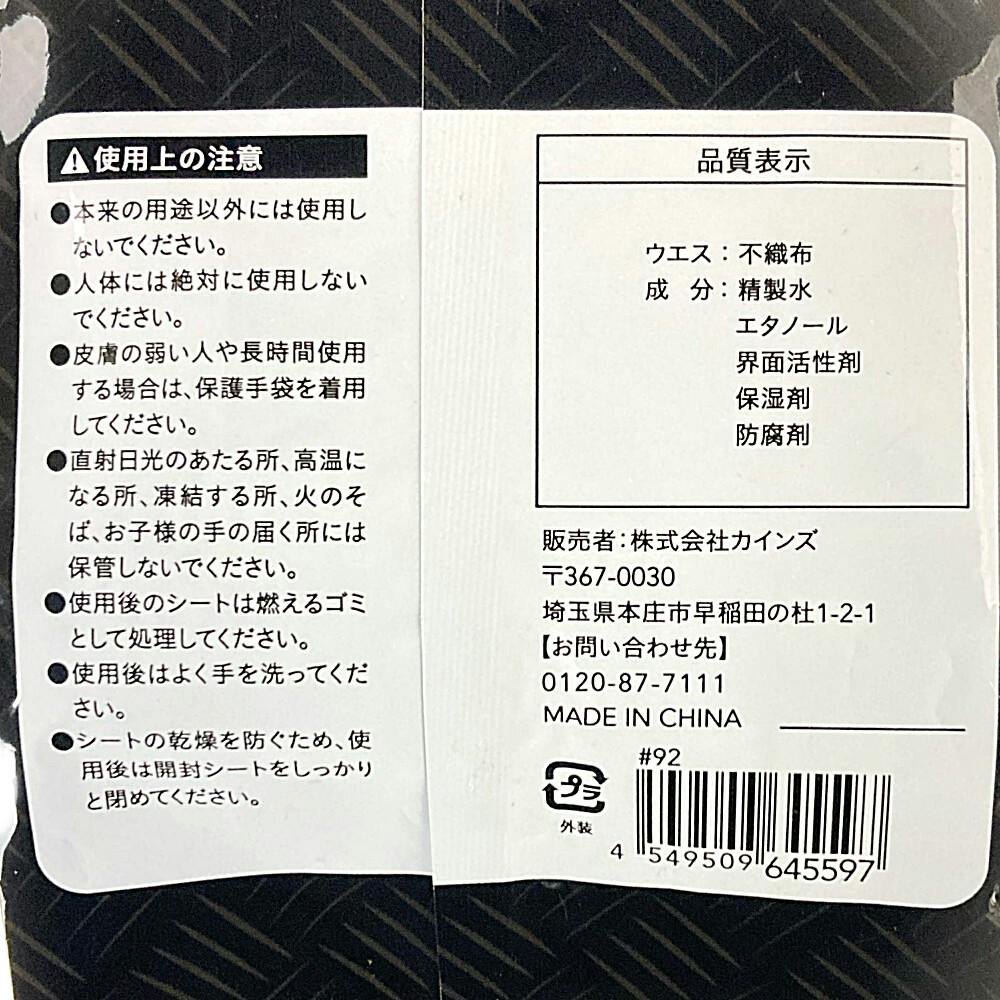 ⚠使用上の注意
●本来の用途以外には使用し
ないでください。
●人体には絶対に使用しない
でください。
●皮膚の弱い人や長時間使用
する場合は、保護手袋を着用
してください。
●直射日光のあたる所、高温に
なる所、凍結する所、火のそ
ば、お子様の手の届く所には
保管しないでください。
●使用後のシートは燃えるゴミ
として処理してください。
●使用後はよく手を洗ってくだ
さい。
●シートの乾燥を防ぐため、使
用後は開封シートをしっかり
と閉めてください。
品質表示
ウエス：不織布
成 分：精製水
エタノール
界面活性剤
保湿剤
防腐剤
販売者：株式会社カインズ
〒367-0030
埼玉県本庄市早稲田の杜1-2-1
【お問い合わせ先】
0120-87-7111
MADE IN CHINA
#92
プラ
外装
4 549509 645597